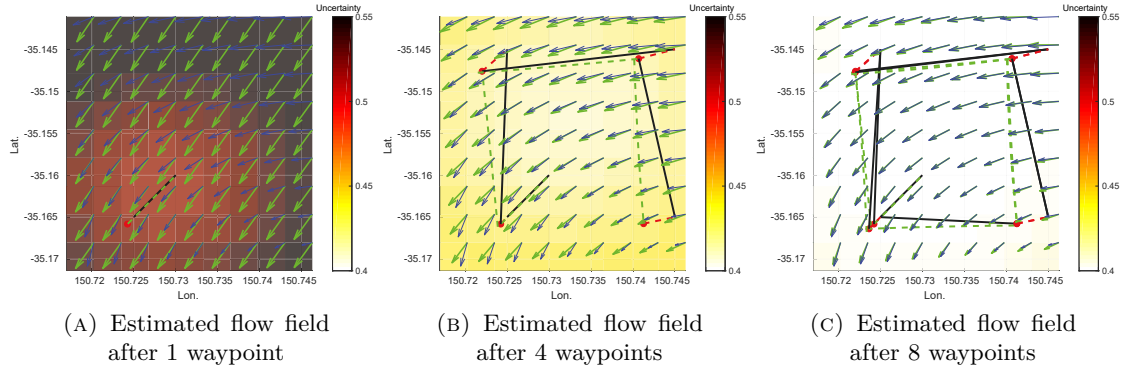 Uncertainty
0.55
0.5
0.45
0.4
Lat.
-35.145
-35.15
-35.155
-35.16
-35.165
-35.17
150.72 150.725 150.73 150.735 150.74 150.745
Lon.
(A) Estimated flow field
after 1 waypoint
Uncertainty
0.55
0.5
0.45
0.4
Lat.
-35.145
-35.15
-35.155
-35.16
-35.165
-35.17
150.72 150.725 150.73 150.735 150.74 150.745
Lon.
(B) Estimated flow field
after 4 waypoints
Uncertainty
0.55
0.5
0.45
0.4
Lat.
-35.145
-35.15
-35.155
-35.16
-35.165
-35.17
150.72 150.725 150.73 150.735 150.74 150.745
Lon.
(C) Estimated flow field
after 8 waypoints